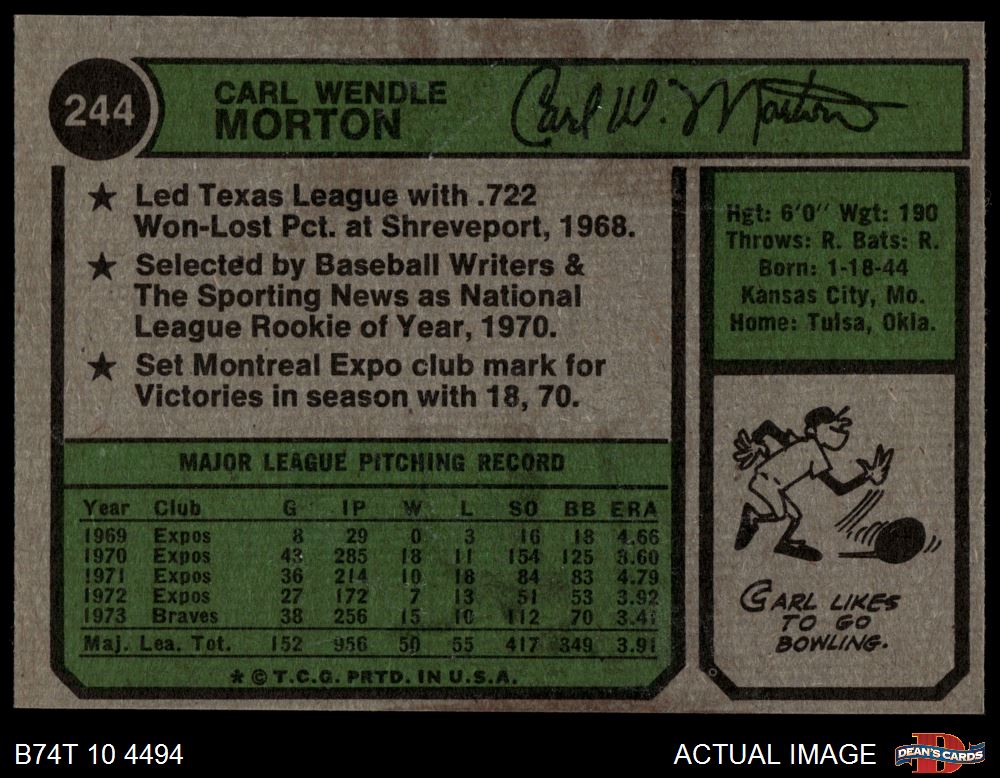 244
CARL WENDLE
MORTON
Carl W. Morton
★ Led Texas League with .722
Won-Lost Pct. at Shreveport, 1968.
★ Selected by Baseball Writers &
The Sporting News as National
League Rookie of Year, 1970.
★ Set Montreal Expo club mark for
Victories in season with 18, 70.
Hgt: 6'0" Wgt: 190
Throws: R. Bats: R.
Born: 1-18-44
Kansas City, Mo.
Home: Tulsa, Okla.
MAJOR LEAGUE PITCHING RECORD
Year Club G IP W L SO BB ERA
1969 Expos 8 29 0 3 16 18 4.66
1970 Expos 43 285 18 11 154 125 3.60
1971 Expos 36 214 10 18 84 83 4.79
1972 Expos 27 172 7 13 51 53 3.92
1973 Braves 38 256 15 10 112 70 3.41
Maj. Lea. Tot. 152 956 50 55 417 349 3.91
* © T.C.G. PRTD. IN U.S.A.
CARL LIKES
TO GO
BOWLING.
B74T 10 4494
ACTUAL IMAGE
DEAN'S CARDS